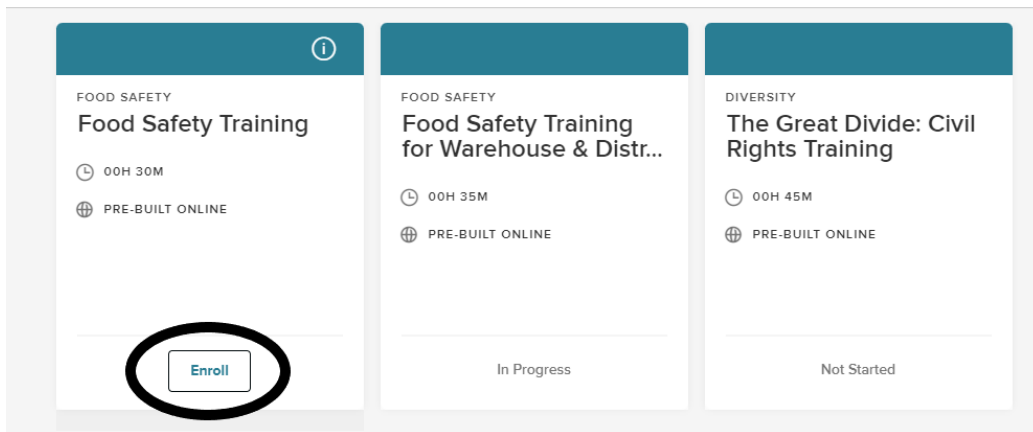 FOOD SAFETY
Food Safety Training
00H 30M
PRE-BUILT ONLINE
Enroll
FOOD SAFETY
Food Safety Training
for Warehouse & Distr...
00H 35M
PRE-BUILT ONLINE
In Progress
DIVERSITY
The Great Divide: Civil
Rights Training
00H 45M
PRE-BUILT ONLINE
Not Started